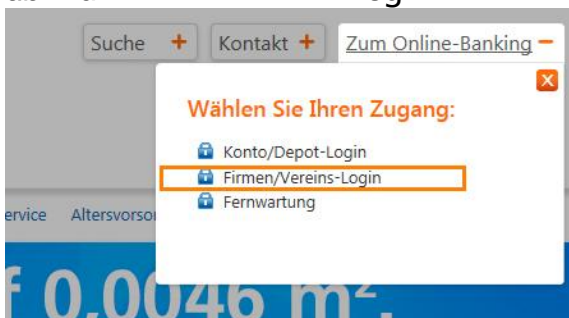 Suche + Kontakt + Zum Online-Banking −
Wählen Sie Ihren Zugang:
Konto/Depot-Login
Firmen/Vereins-Login
Fernwartung
ervice Altersvorso
f 0,0046 m².